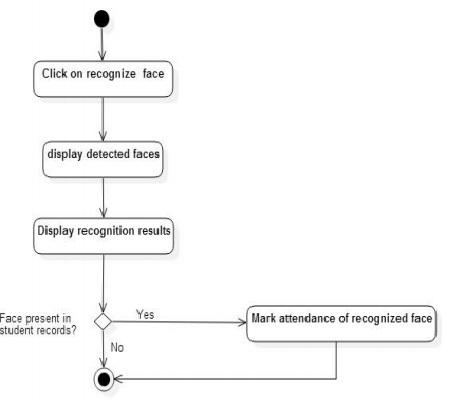 Click on recognize face
display detected faces
Display recognition results
Face present in
student records?
Yes
Mark attendance of recognized face
No